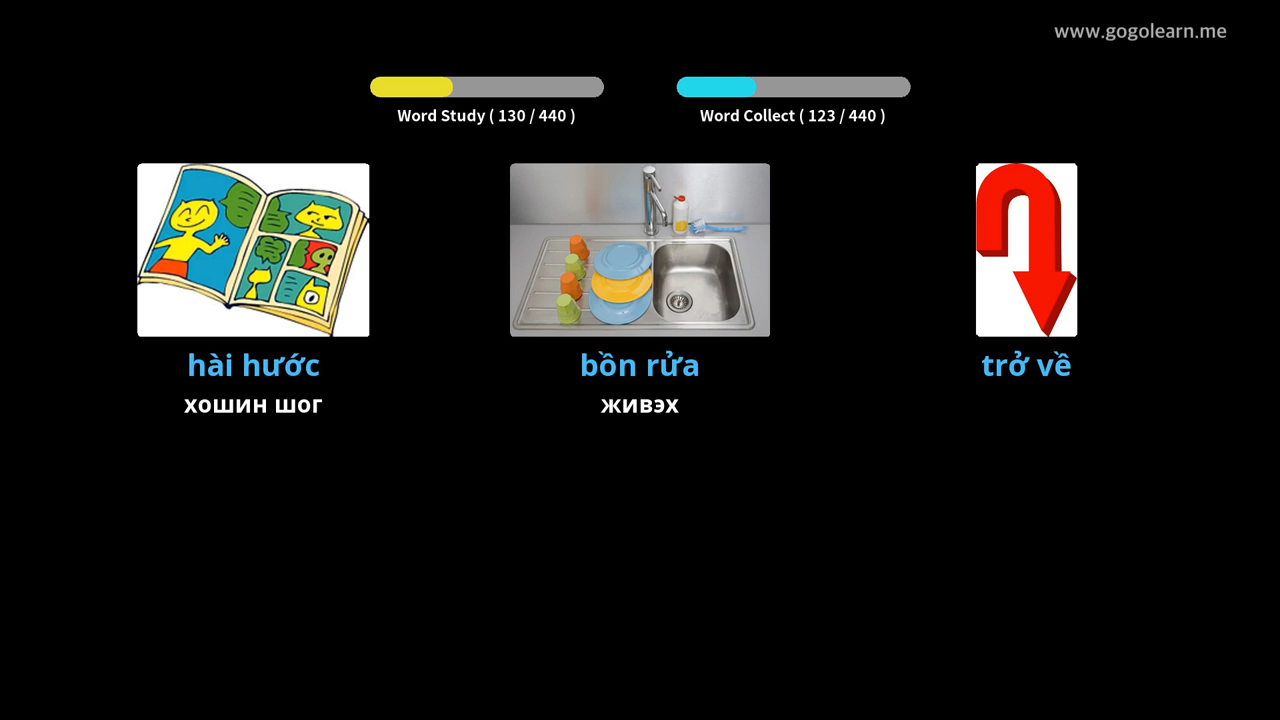 www.gogolearn.me
Word Study ( 130 / 440 )
Word Collect ( 123 / 440 )
hài hước
хошин шог
bồn rửa
живэх
trở về